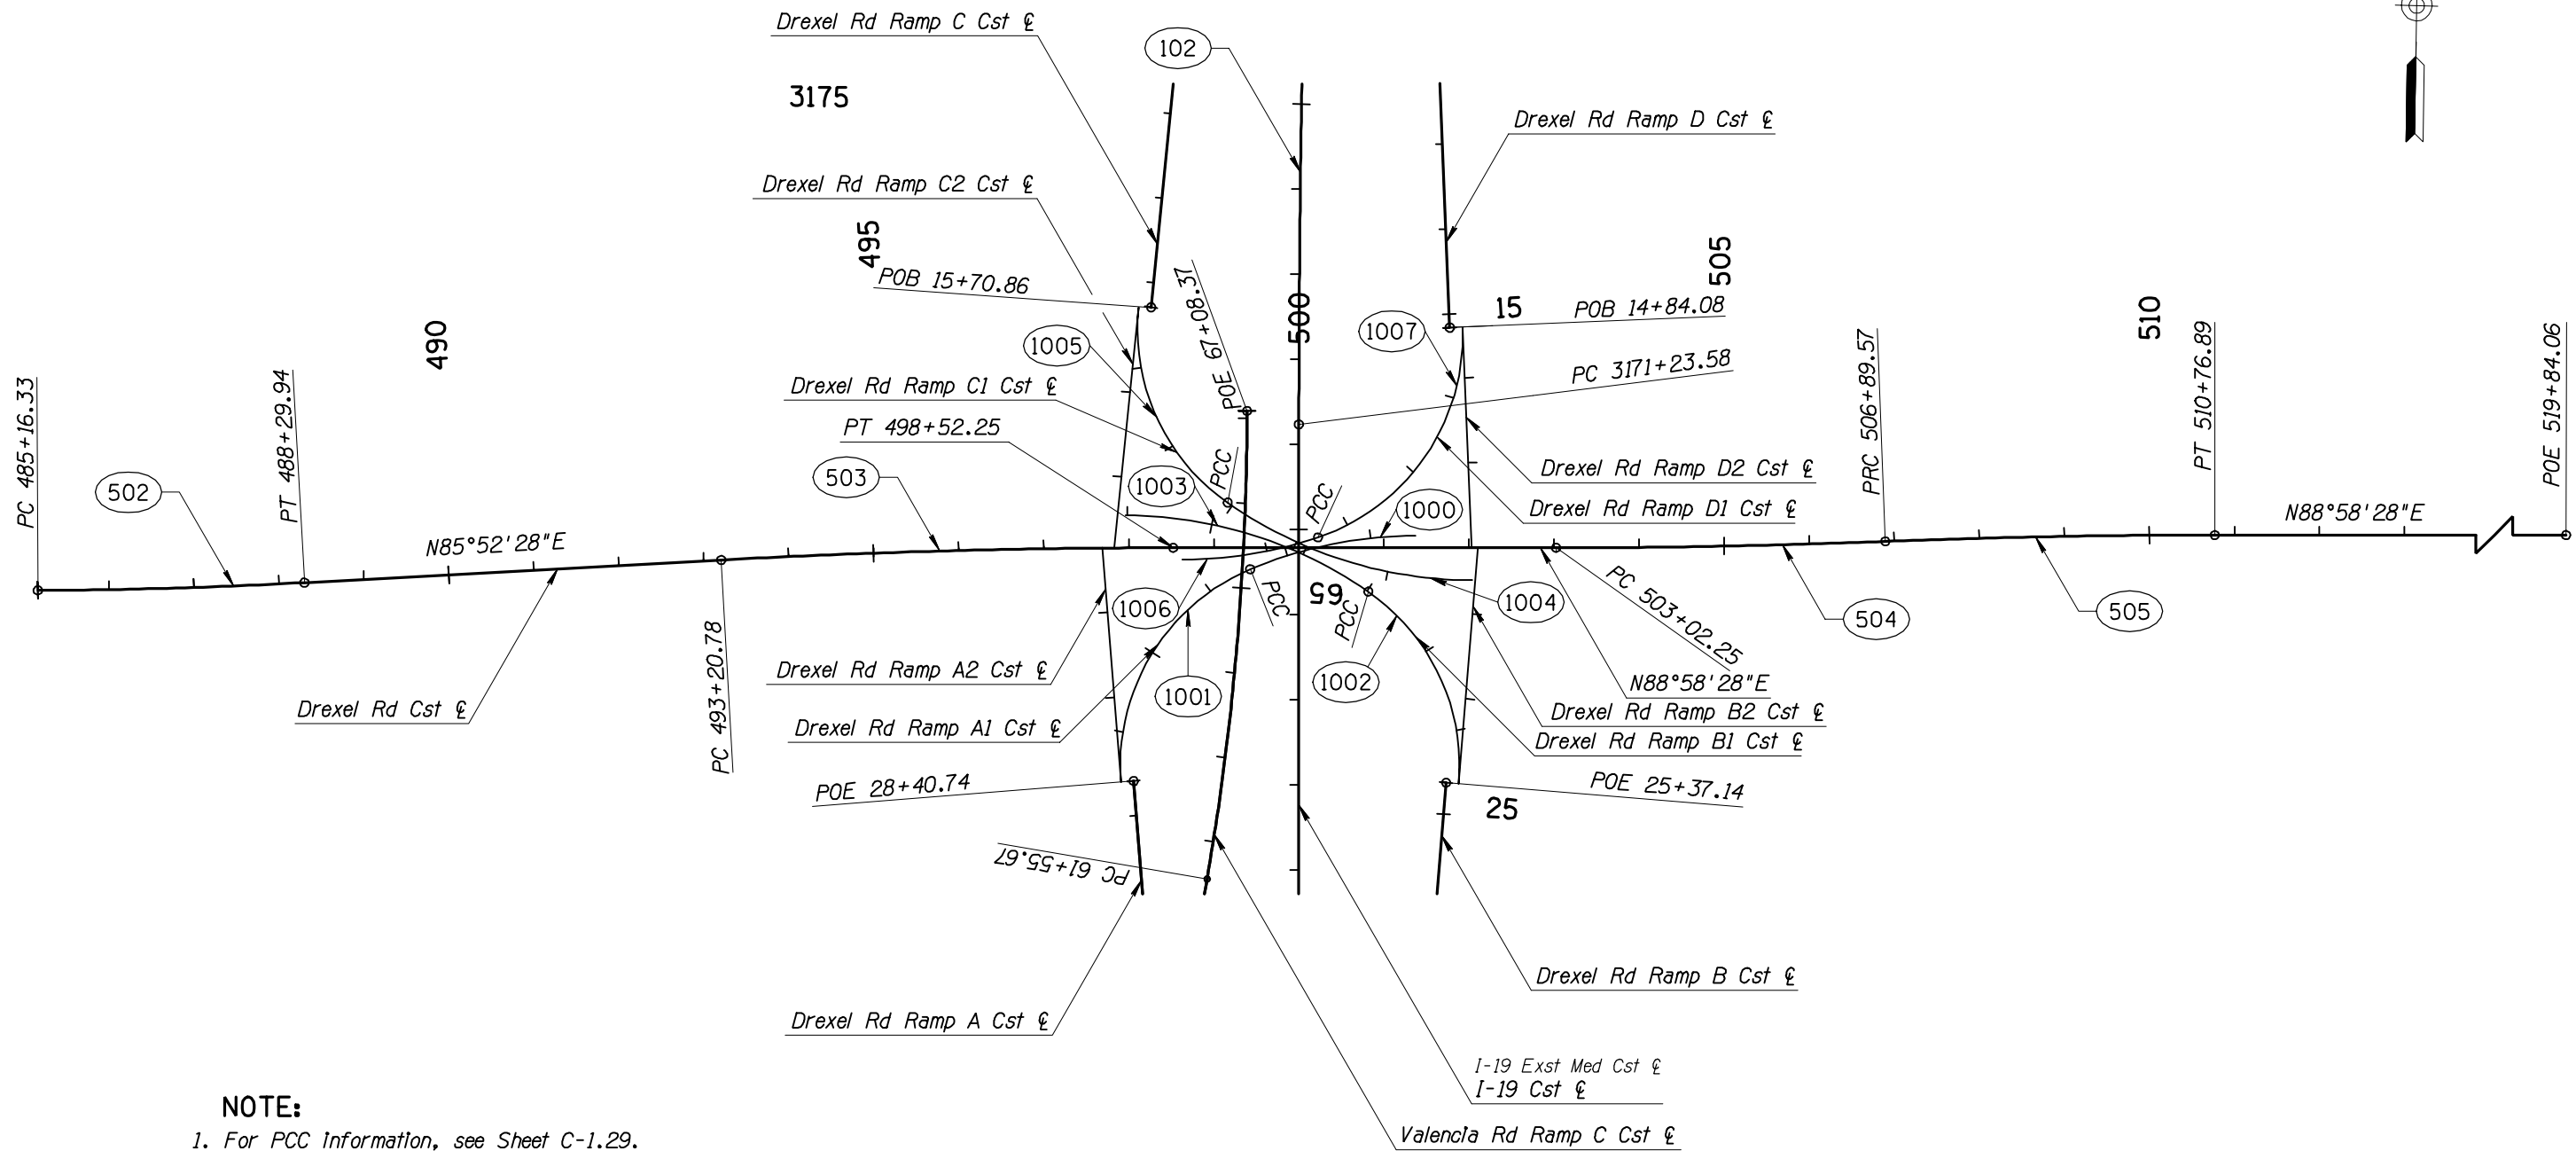 Drexel Rd Ramp C Cst ℄
102
3175
Drexel Rd Ramp D Cst ℄
Drexel Rd Ramp C2 Cst ℄
495
505
POB 15+70.86
POE 67+08.37
500
15
POB 14+84.08
490
510
1005
1007
PC 485+16.33
PT 488+29.94
Drexel Rd Ramp C1 Cst ℄
PC 3171+23.58
PRC 506+89.57
PT 510+76.89
POE 519+84.06
PT 498+52.25
503
502
PCC
1003
PCC
1000
Drexel Rd Ramp D2 Cst ℄
Drexel Rd Ramp D1 Cst ℄
N88°58'28"E
N85°52'28"E
65
1006
PCC
PCC
1004
PC 503+02.25
504
505
PC 493+20.78
Drexel Rd Ramp A2 Cst ℄
1001
1002
N88°58'28"E
Drexel Rd Cst ℄
Drexel Rd Ramp B2 Cst ℄
Drexel Rd Ramp A1 Cst ℄
Drexel Rd Ramp B1 Cst ℄
POE 28+40.74
POE 25+37.14
25
PC 61+55.67
Drexel Rd Ramp B Cst ℄
Drexel Rd Ramp A Cst ℄
I-19 Exst Med Cst ℄
I-19 Cst ℄
Valencia Rd Ramp C Cst ℄
NOTE:
1. For PCC information, see Sheet C-1.29.